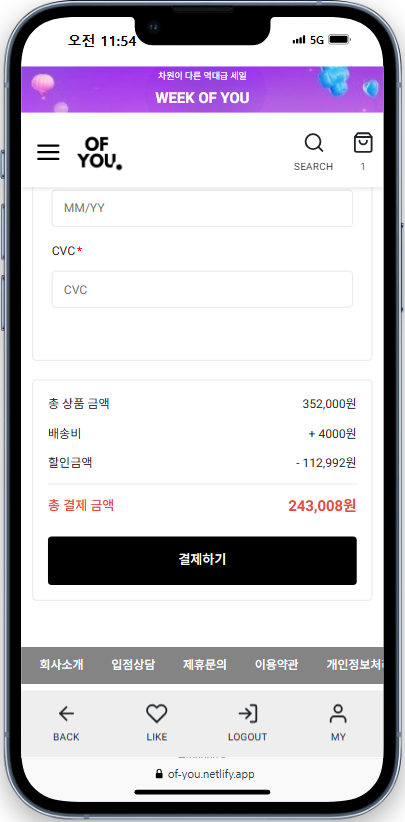 오전 11:54
5G
차원이 다른 역대급 세일
WEEK OF YOU
OF
YOU.
SEARCH
1
MM/YY
CVC *
CVC
총 상품 금액 352,000원
배송비 + 4000원
할인금액 - 112,992원
총 결제 금액 243,008원
결제하기
회사소개 입점상담 제휴문의 이용약관 개인정보처
BACK LIKE LOGOUT MY
of-you.netlify.app